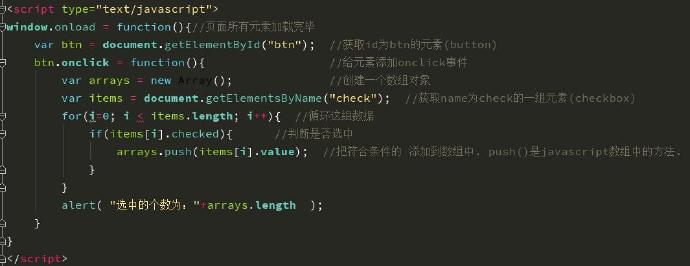 <script type="text/javascript">
window.onload = function(){//页面所有元素加载完毕
    var btn = document.getElementById("btn");  //获取id为btn的元素(button)
    btn.onclick = function(){                  //给元素添加onclick事件
        var arrays = new Array();              //创建一个数组对象
        var items = document.getElementsByName("check");  //获取name为check的一组元素(checkbox)
        for(i=0; i < items.length; i++){  //循环这组数据
            if(items[i].checked){      //判断是否选中
                arrays.push(items[i].value);  //把符合条件的 添加到数组中. push()是javascript数组中的方法.
            }
        }
        alert( "选中的个数为："+arrays.length  );
    }
}
</script>